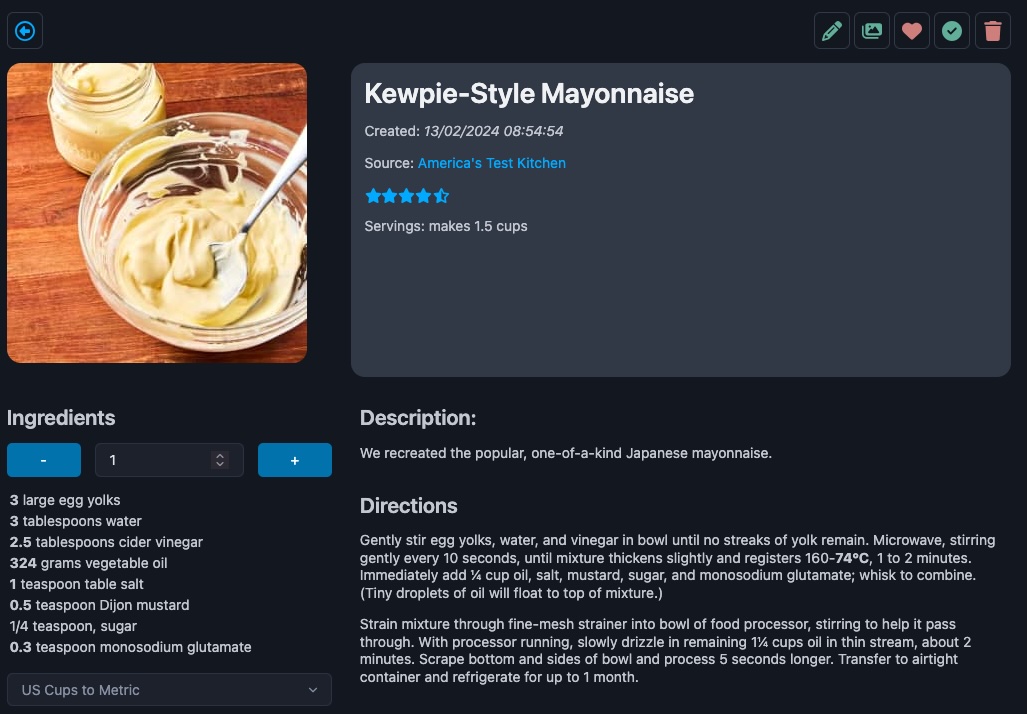 Kewpie-Style Mayonnaise
Created: 13/02/2024 08:54:54
Source: America's Test Kitchen
Servings: makes 1.5 cups
Ingredients
- 1 +
3 large egg yolks
3 tablespoons water
2.5 tablespoons cider vinegar
324 grams vegetable oil
1 teaspoon table salt
0.5 teaspoon Dijon mustard
1/4 teaspoon, sugar
0.3 teaspoon monosodium glutamate
US Cups to Metric
Description:
We recreated the popular, one-of-a-kind Japanese mayonnaise.
Directions
Gently stir egg yolks, water, and vinegar in bowl until no streaks of yolk remain. Microwave, stirring
gently every 10 seconds, until mixture thickens slightly and registers 160-74°C, 1 to 2 minutes.
Immediately add ¼ cup oil, salt, mustard, sugar, and monosodium glutamate; whisk to combine.
(Tiny droplets of oil will float to top of mixture.)
Strain mixture through fine-mesh strainer into bowl of food processor, stirring to help it pass
through. With processor running, slowly drizzle in remaining 1¼ cups oil in thin stream, about 2
minutes. Scrape bottom and sides of bowl and process 5 seconds longer. Transfer to airtight
container and refrigerate for up to 1 month.